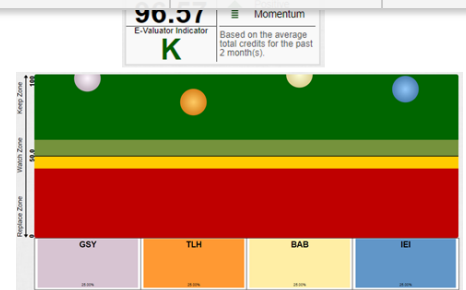 96.57
Momentum
E-Valuator Indicator
K
Based on the average
total credits for the past
2 month(s).
Keep Zone
100
Watch Zone
50.0
Replace Zone
0
GSY
TLH
BAB
IEI